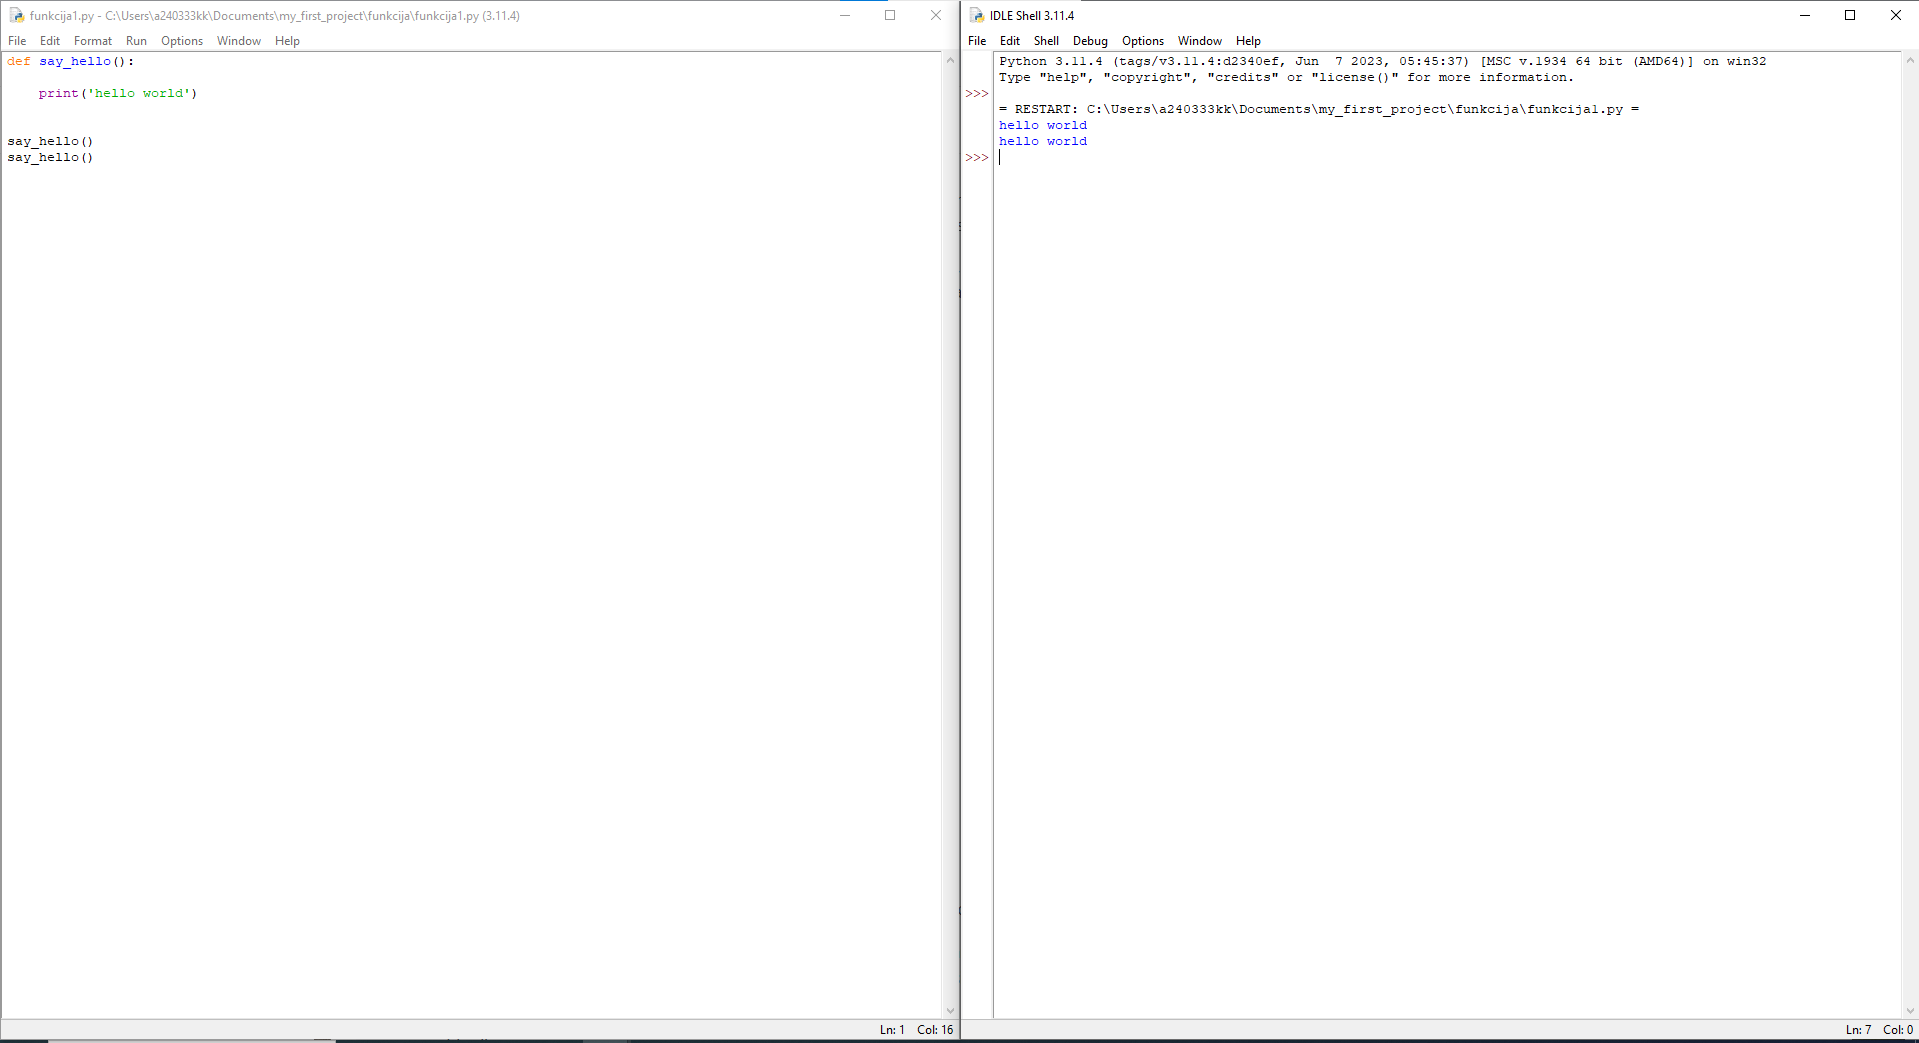 funkcija1.py - C:\Users\a240333kk\Documents\my_first_project\funkcija\funkcija1.py (3.11.4)
File Edit Format Run Options Window Help
def say_hello():
    print('hello world')
say_hello()
say_hello()
Ln: 1 Col: 16
IDLE Shell 3.11.4
File Edit Shell Debug Options Window Help
Python 3.11.4 (tags/v3.11.4:d2340ef, Jun  7 2023, 05:45:37) [MSC v.1934 64 bit (AMD64)] on win32
Type "help", "copyright", "credits" or "license()" for more information.
>>>
= RESTART: C:\Users\a240333kk\Documents\my_first_project\funkcija\funkcija1.py =
hello world
hello world
>>>
Ln: 7 Col: 0